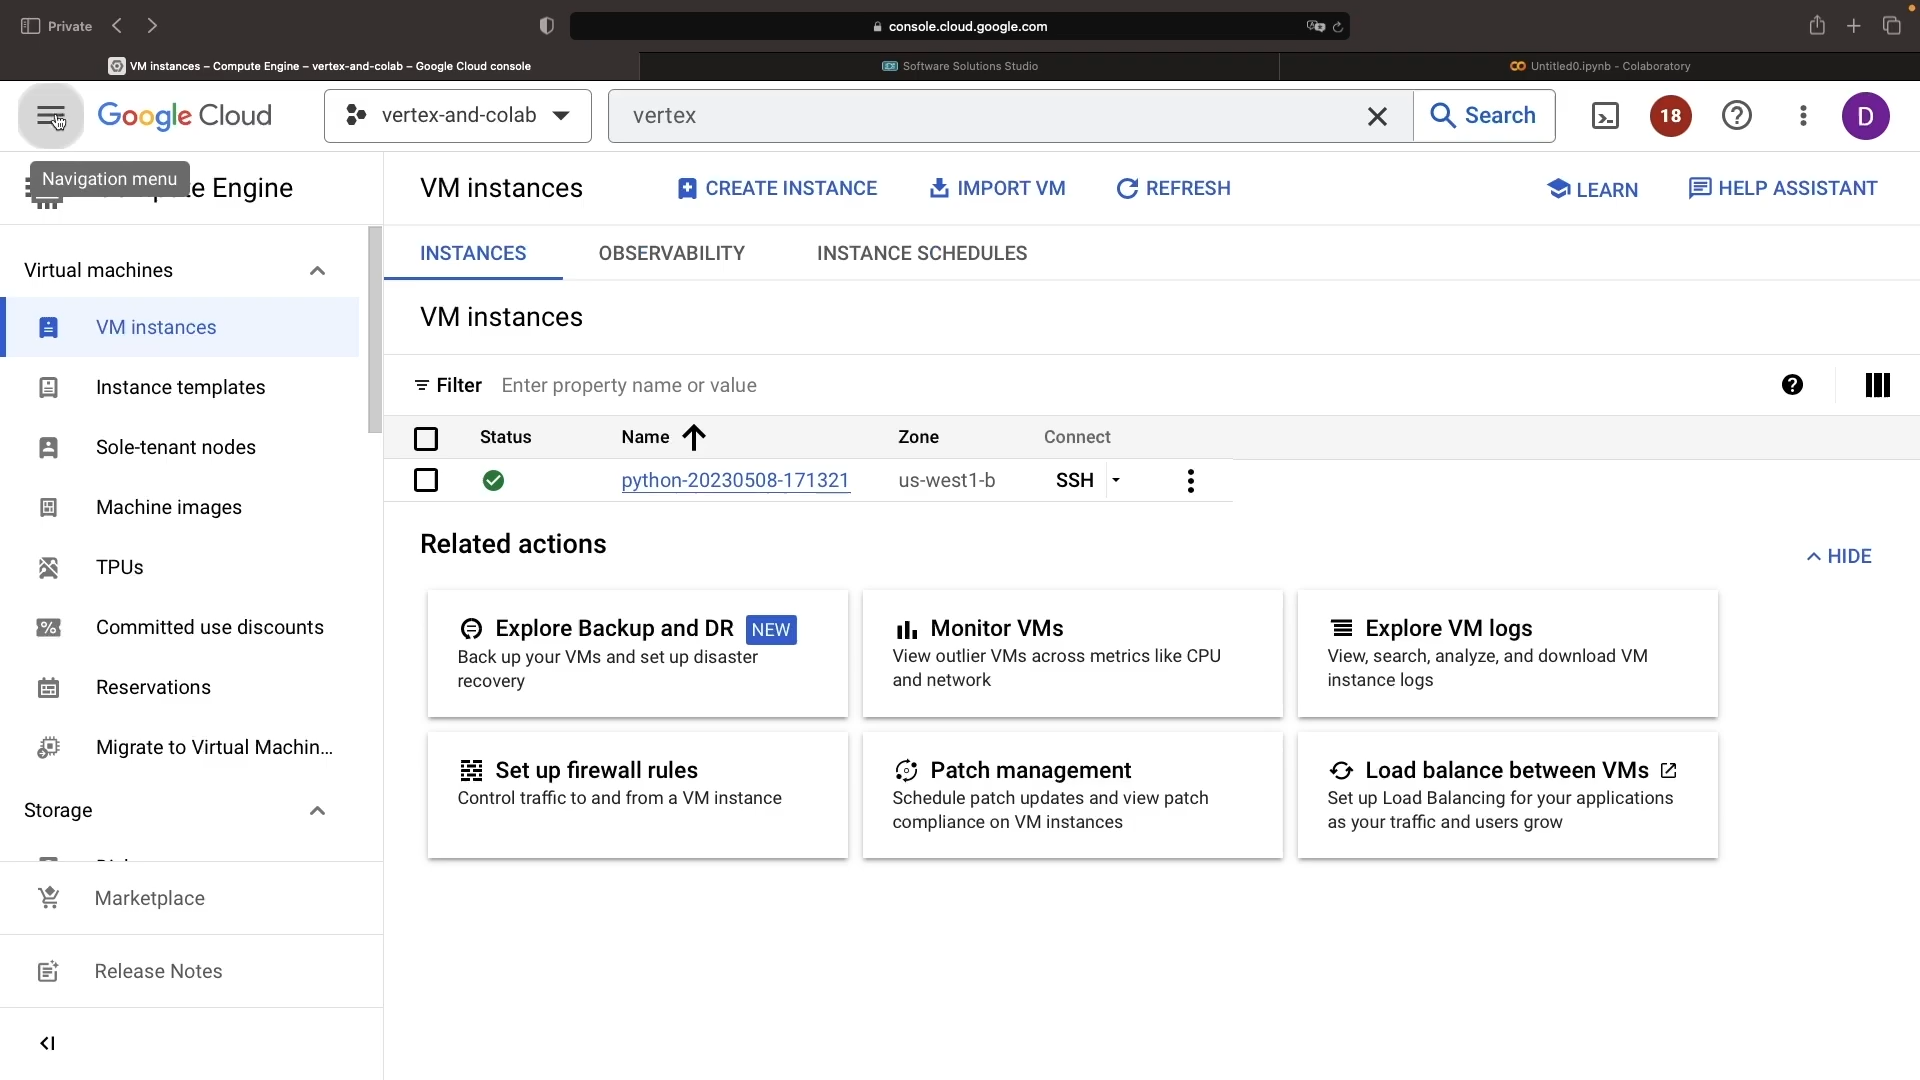 Private
console.cloud.google.com
VM instances – Compute Engine – vertex-and-colab – Google Cloud console
Software Solutions Studio
Untitled0.ipynb - Colaboratory
Google Cloud
vertex-and-colab
vertex
Search
18
D
Navigation menu
e Engine
VM instances
CREATE INSTANCE
IMPORT VM
REFRESH
LEARN
HELP ASSISTANT
Virtual machines
VM instances
Instance templates
Sole-tenant nodes
Machine images
TPUs
Committed use discounts
Reservations
Migrate to Virtual Machin...
Storage
Marketplace
Release Notes
INSTANCES
OBSERVABILITY
INSTANCE SCHEDULES
VM instances
Filter Enter property name or value
Status Name Zone Connect
python-20230508-171321 us-west1-b SSH
Related actions
HIDE
Explore Backup and DR NEW
Back up your VMs and set up disaster
recovery
Monitor VMs
View outlier VMs across metrics like CPU
and network
Explore VM logs
View, search, analyze, and download VM
instance logs
Set up firewall rules
Control traffic to and from a VM instance
Patch management
Schedule patch updates and view patch
compliance on VM instances
Load balance between VMs
Set up Load Balancing for your applications
as your traffic and users grow